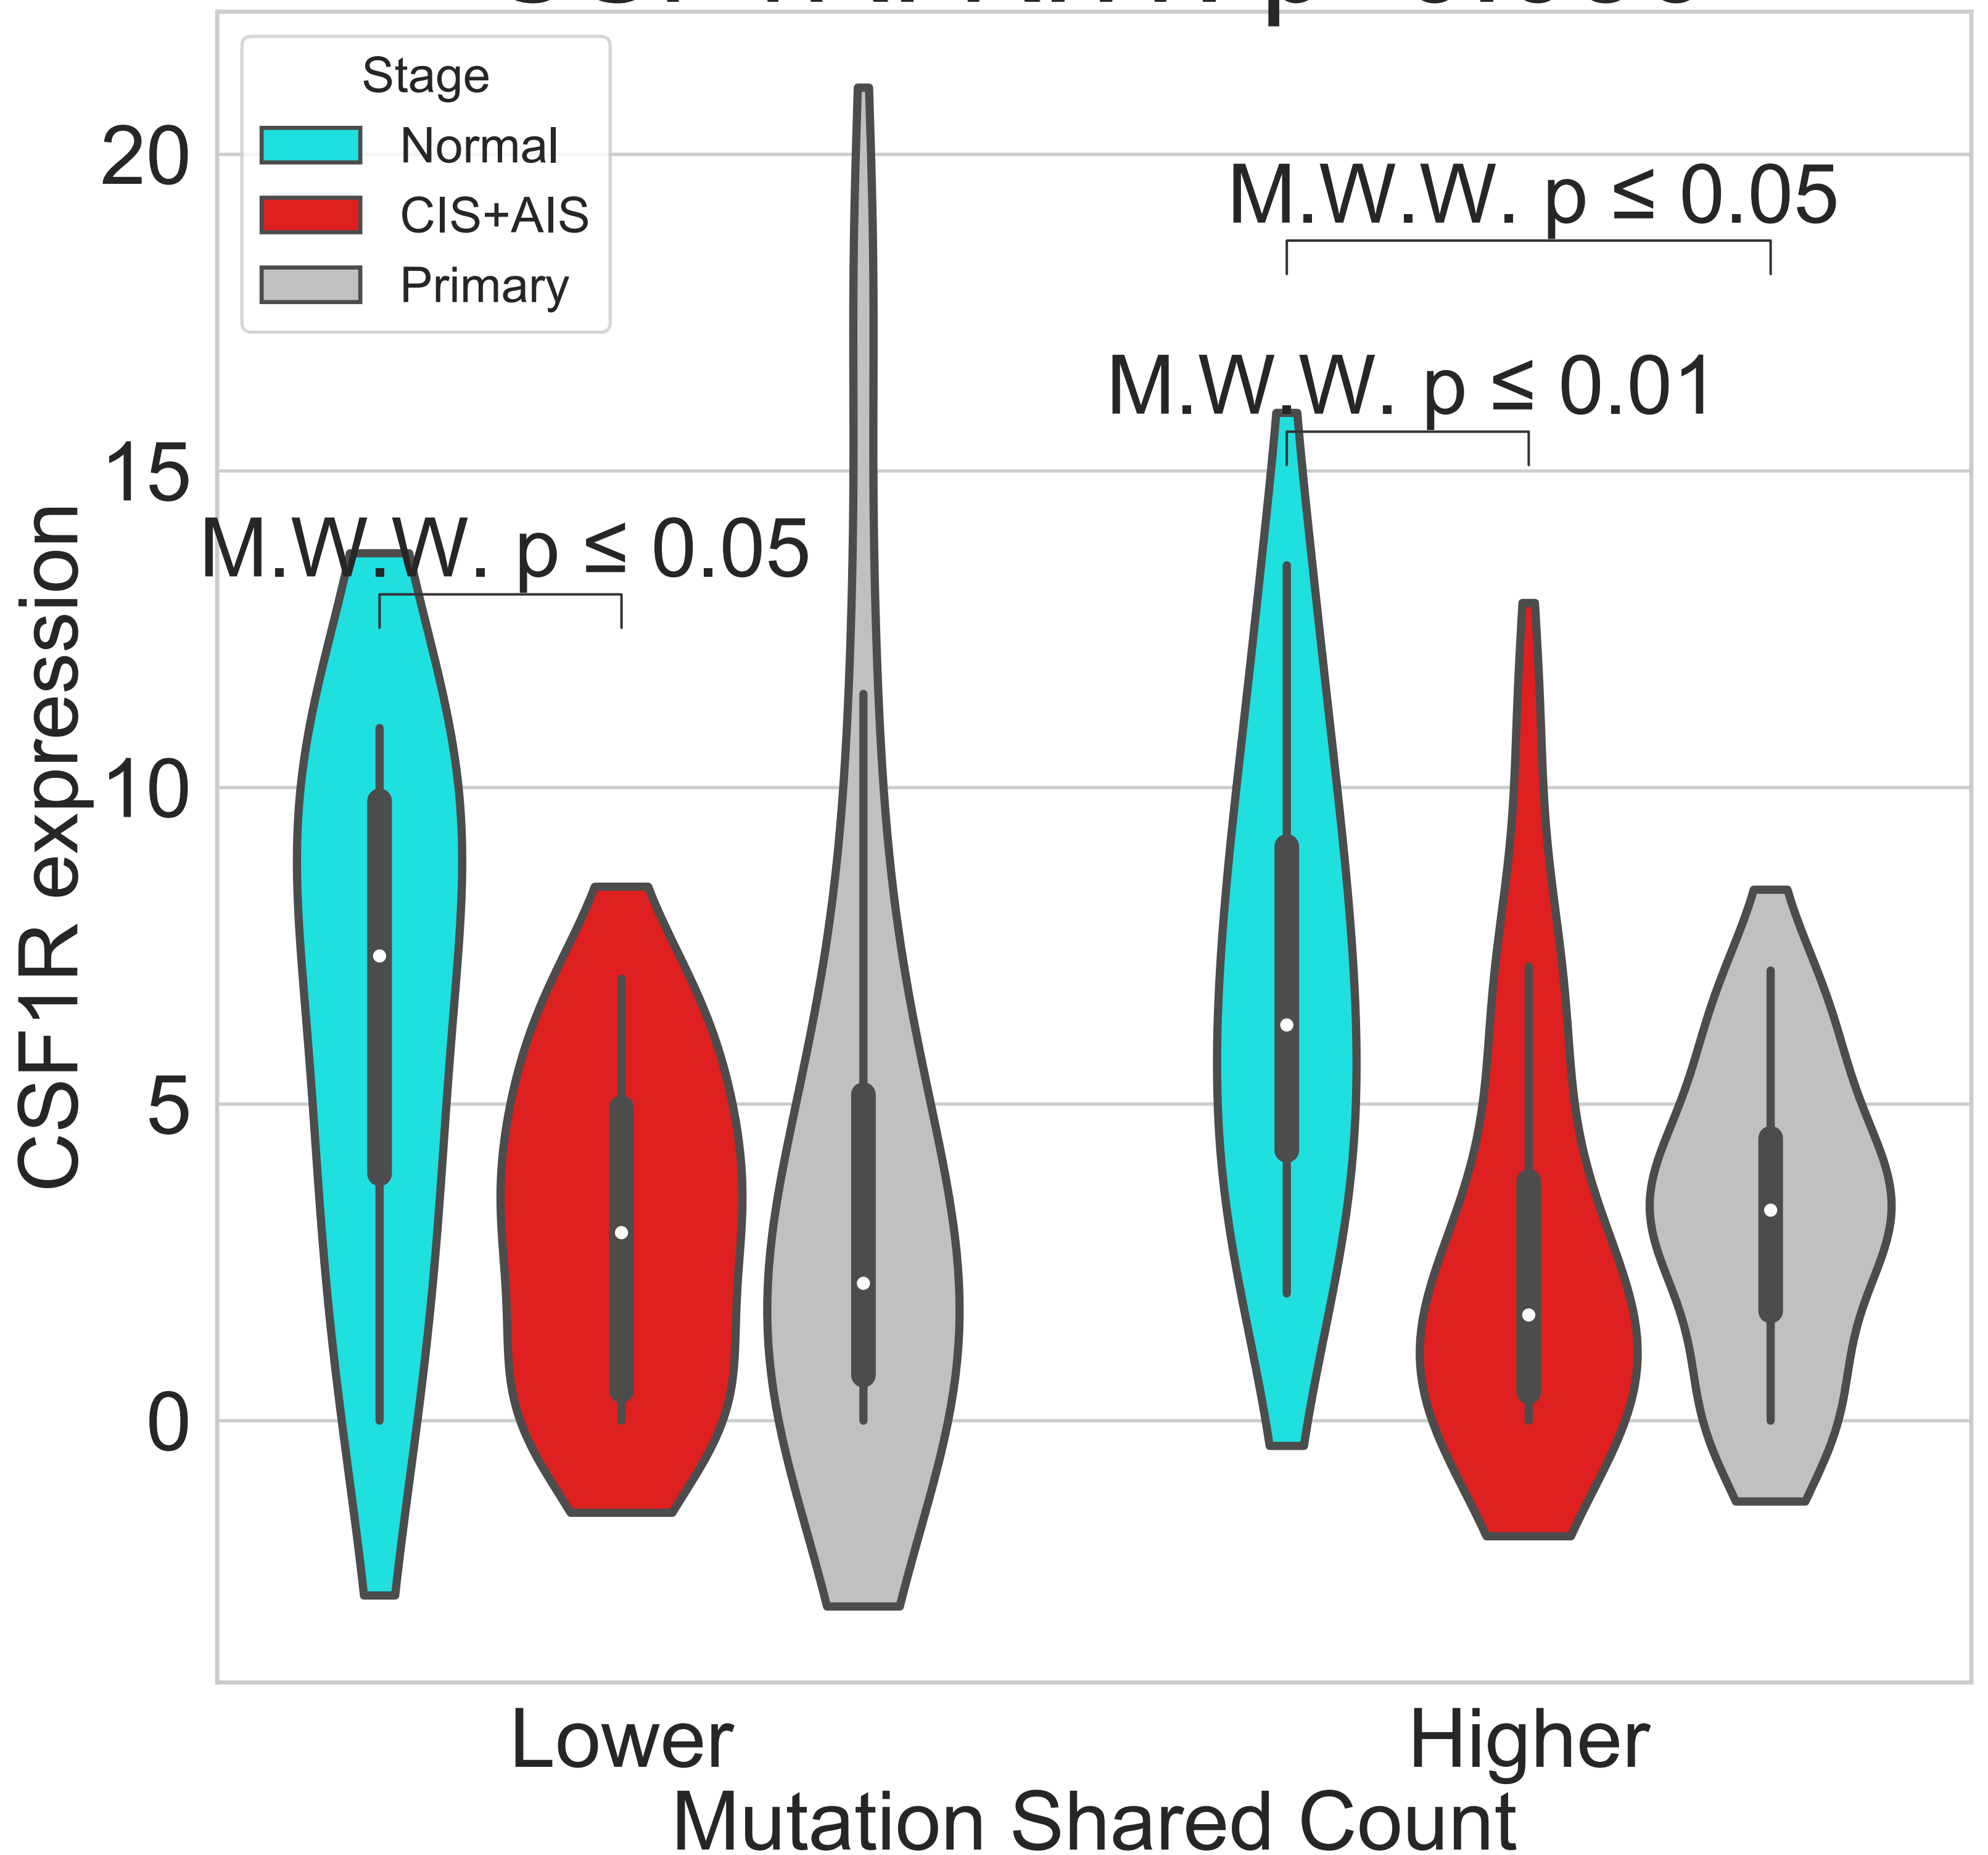 Stage
Normal
CIS+AIS
Primary
20
15
10
5
0
CSF1R expression
M.W.W. p ≤ 0.05
M.W.W. p ≤ 0.01
M.W.W. p ≤ 0.05
Lower
Higher
Mutation Shared Count